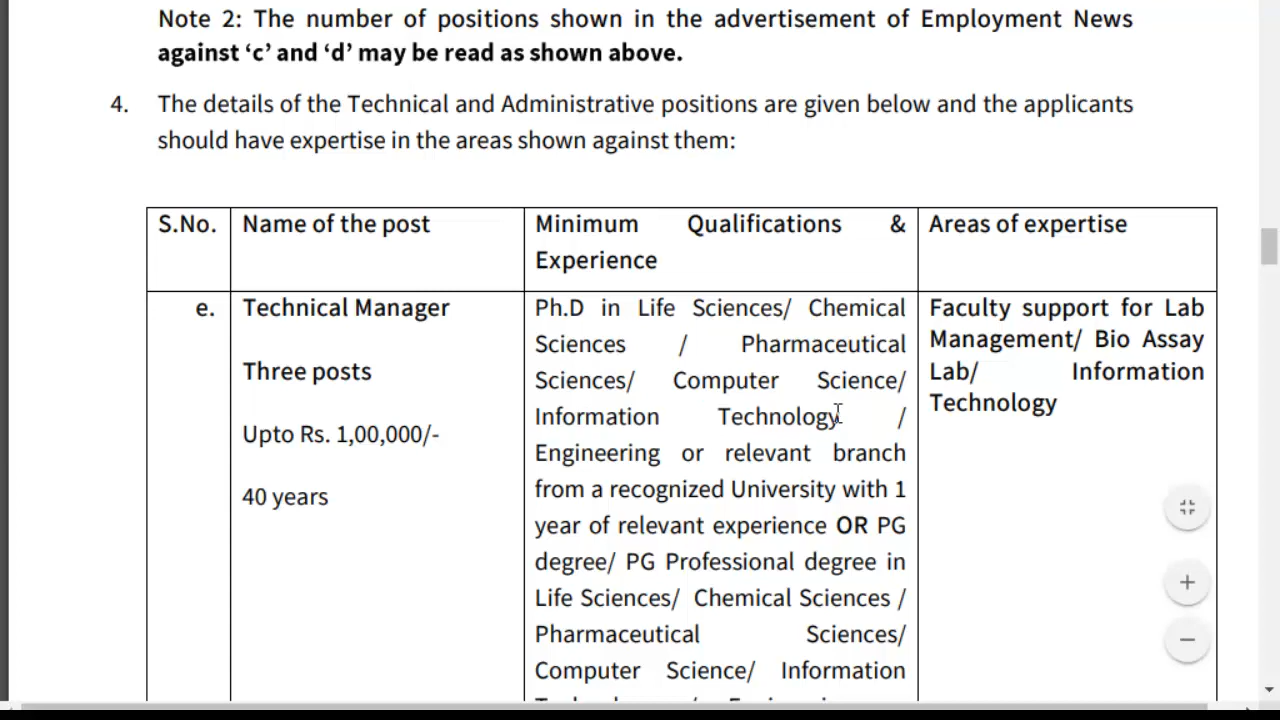 Note 2: The number of positions shown in the advertisement of Employment News
against ‘c’ and ‘d’ may be read as shown above.
4. The details of the Technical and Administrative positions are given below and the applicants
should have expertise in the areas shown against them:
S.No.
Name of the post
Minimum Qualifications &
Experience
Areas of expertise
e.
Technical Manager
Three posts
Upto Rs. 1,00,000/-
40 years
Ph.D in Life Sciences/ Chemical
Sciences / Pharmaceutical
Sciences/ Computer Science/
Information Technology /
Engineering or relevant branch
from a recognized University with 1
year of relevant experience OR PG
degree/ PG Professional degree in
Life Sciences/ Chemical Sciences /
Pharmaceutical Sciences/
Computer Science/ Information
Faculty support for Lab
Management/ Bio Assay
Lab/ Information
Technology